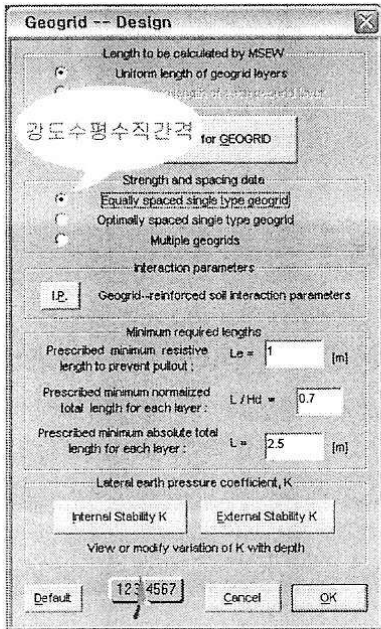 Geogrid -- Design
Length to be calculated by MSEW
Uniform length of geogrid layers
강도수평수직간격
for GEOGRID
Strength and spacing data
Equally spaced single type geogrid
Optimally spaced single type geogrid
Multiple geogrids
Interaction parameters
I.P. Geogrid--reinforced soil interaction parameters
Minimum required lengths
Prescribed minimum resistive
length to prevent pullout : Le = 1 [m]
Prescribed minimum normalized
total length for each layer : L / Hd = 0.7
Prescribed minimum absolute total
length for each layer : L = 2.5 [m]
Lateral earth pressure coefficient, K
Internal Stability K External Stability K
View or modify variation of K with depth
Default 123 4567 Cancel OK